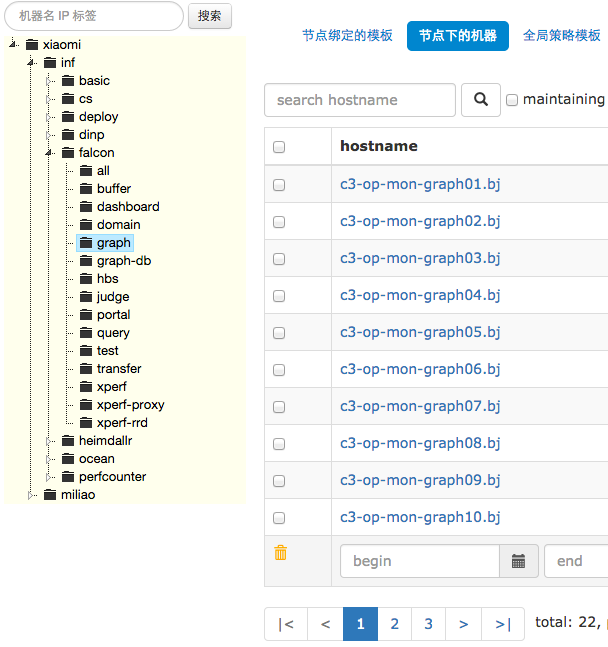 机器名 IP 标签 搜索
xiaomi
inf
basic
cs
deploy
dinp
falcon
all
buffer
dashboard
domain
graph
graph-db
hbs
judge
portal
query
test
transfer
xperf
xperf-proxy
xperf-rrd
heimdallr
ocean
perfcounter
miliao
节点绑定的模板 节点下的机器 全局策略模板
search hostname maintaining
hostname
c3-op-mon-graph01.bj
c3-op-mon-graph02.bj
c3-op-mon-graph03.bj
c3-op-mon-graph04.bj
c3-op-mon-graph05.bj
c3-op-mon-graph06.bj
c3-op-mon-graph07.bj
c3-op-mon-graph08.bj
c3-op-mon-graph09.bj
c3-op-mon-graph10.bj
begin end
|< < 1 2 3 > >| total: 22,